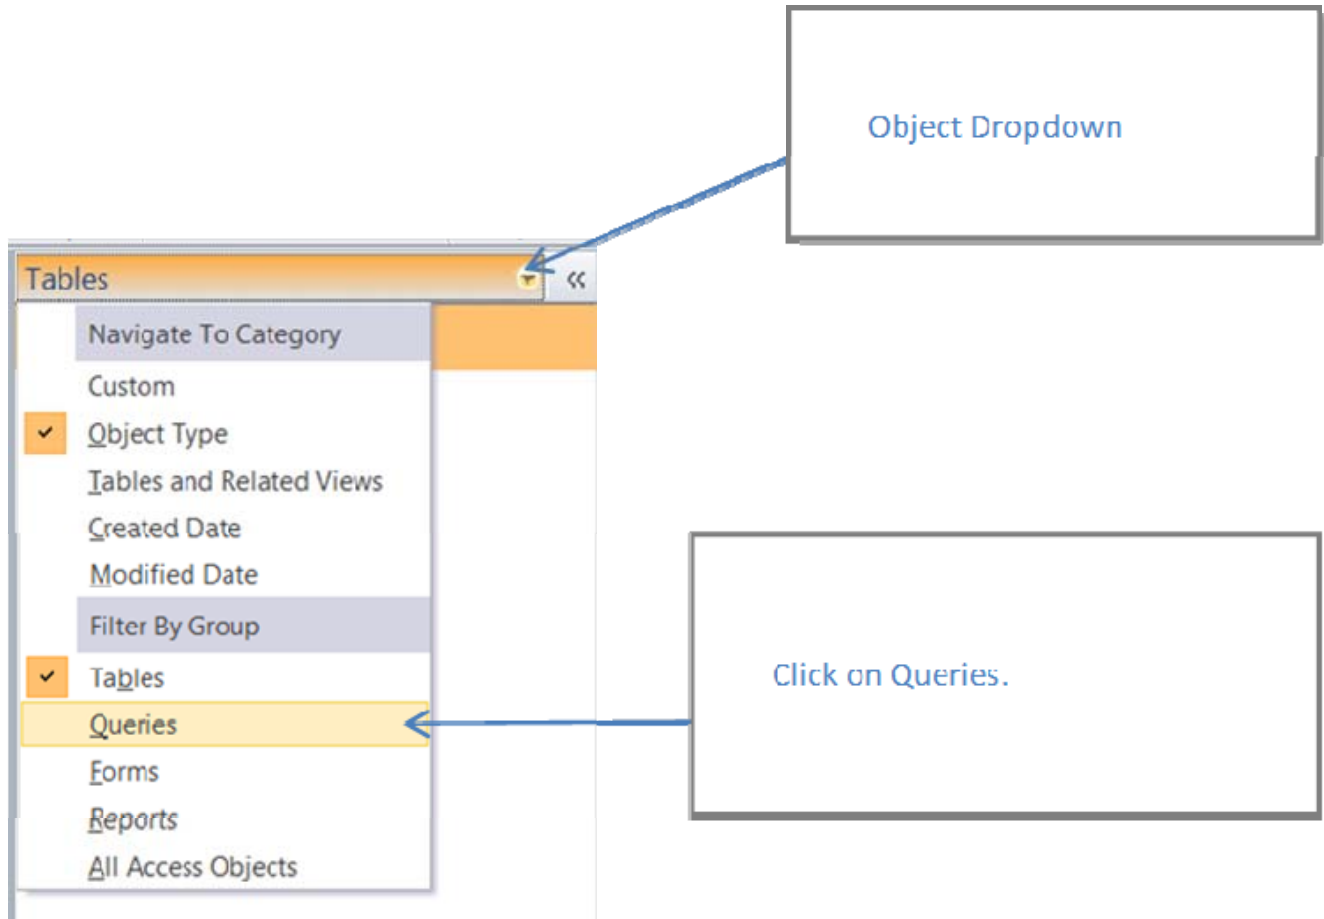 Object Dropdown
Tables
«
Navigate To Category
Custom
Object Type
Tables and Related Views
Created Date
Modified Date
Filter By Group
Tables
Queries
Forms
Reports
All Access Objects
Click on Queries.